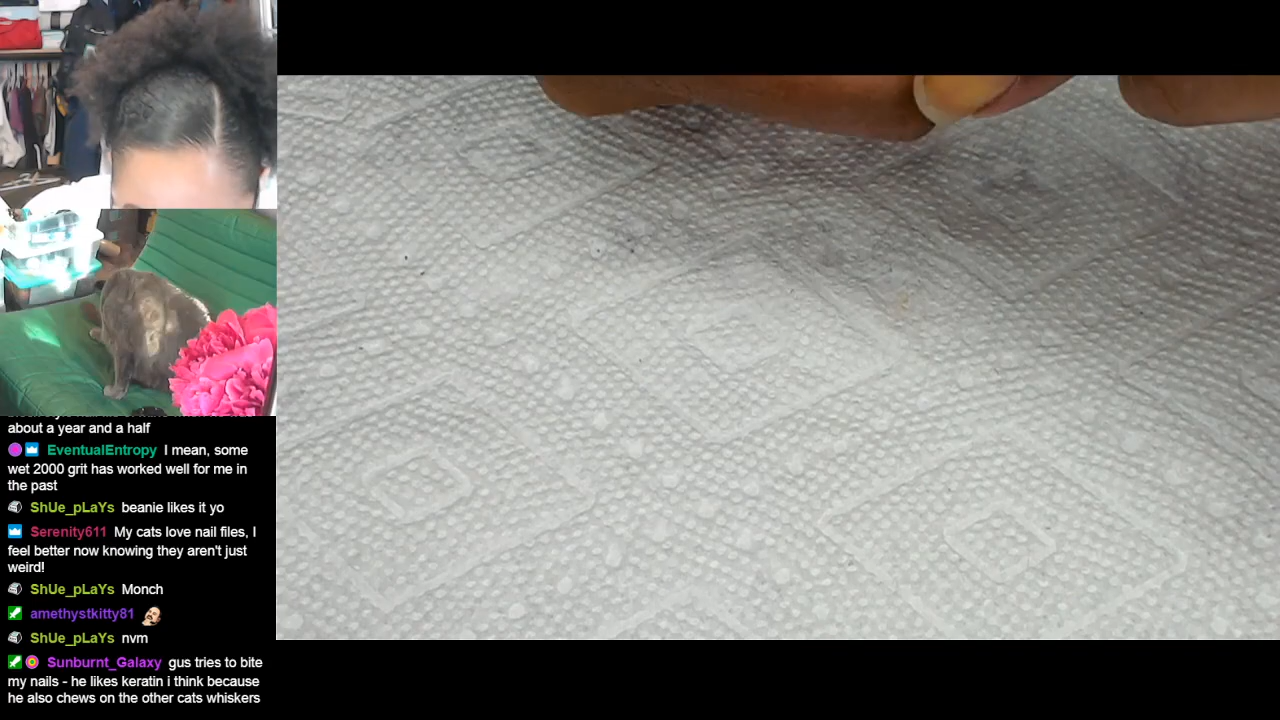 about a year and a half
EventualEntropy I mean, some
wet 2000 grit has worked well for me in
the past
ShUe_pLaYs beanie likes it yo
Serenity611 My cats love nail files, I
feel better now knowing they aren't just
weird!
ShUe_pLaYs Monch
amethystkitty81
ShUe_pLaYs nvm
Sunburnt_Galaxy gus tries to bite
my nails - he likes keratin i think because
he also chews on the other cats whiskers